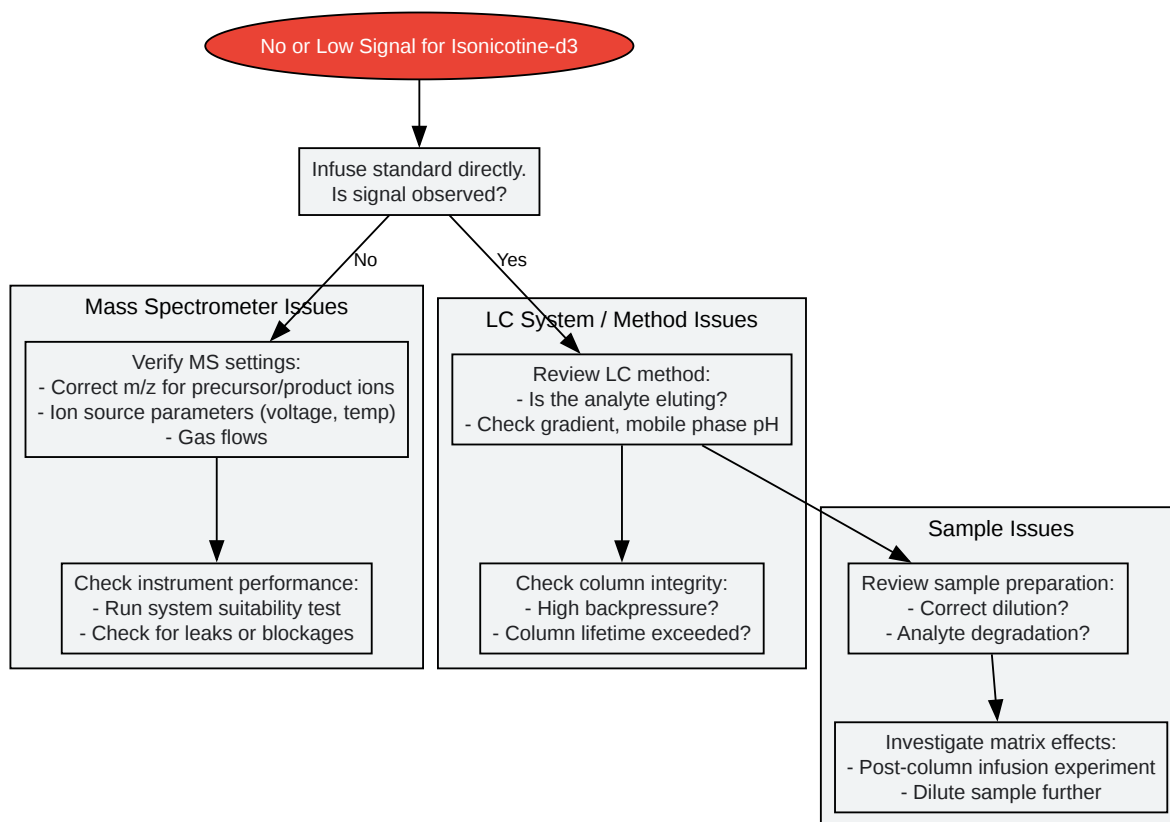 No or Low Signal for Isonicotine-d3
Infuse standard directly.
Is signal observed?
No
Yes
Mass Spectrometer Issues
Verify MS settings:
- Correct m/z for precursor/product ions
- Ion source parameters (voltage, temp)
- Gas flows
Check instrument performance:
- Run system suitability test
- Check for leaks or blockages
LC System / Method Issues
Review LC method:
- Is the analyte eluting?
- Check gradient, mobile phase pH
Check column integrity:
- High backpressure?
- Column lifetime exceeded?
Sample Issues
Review sample preparation:
- Correct dilution?
- Analyte degradation?
Investigate matrix effects:
- Post-column infusion experiment
- Dilute sample further